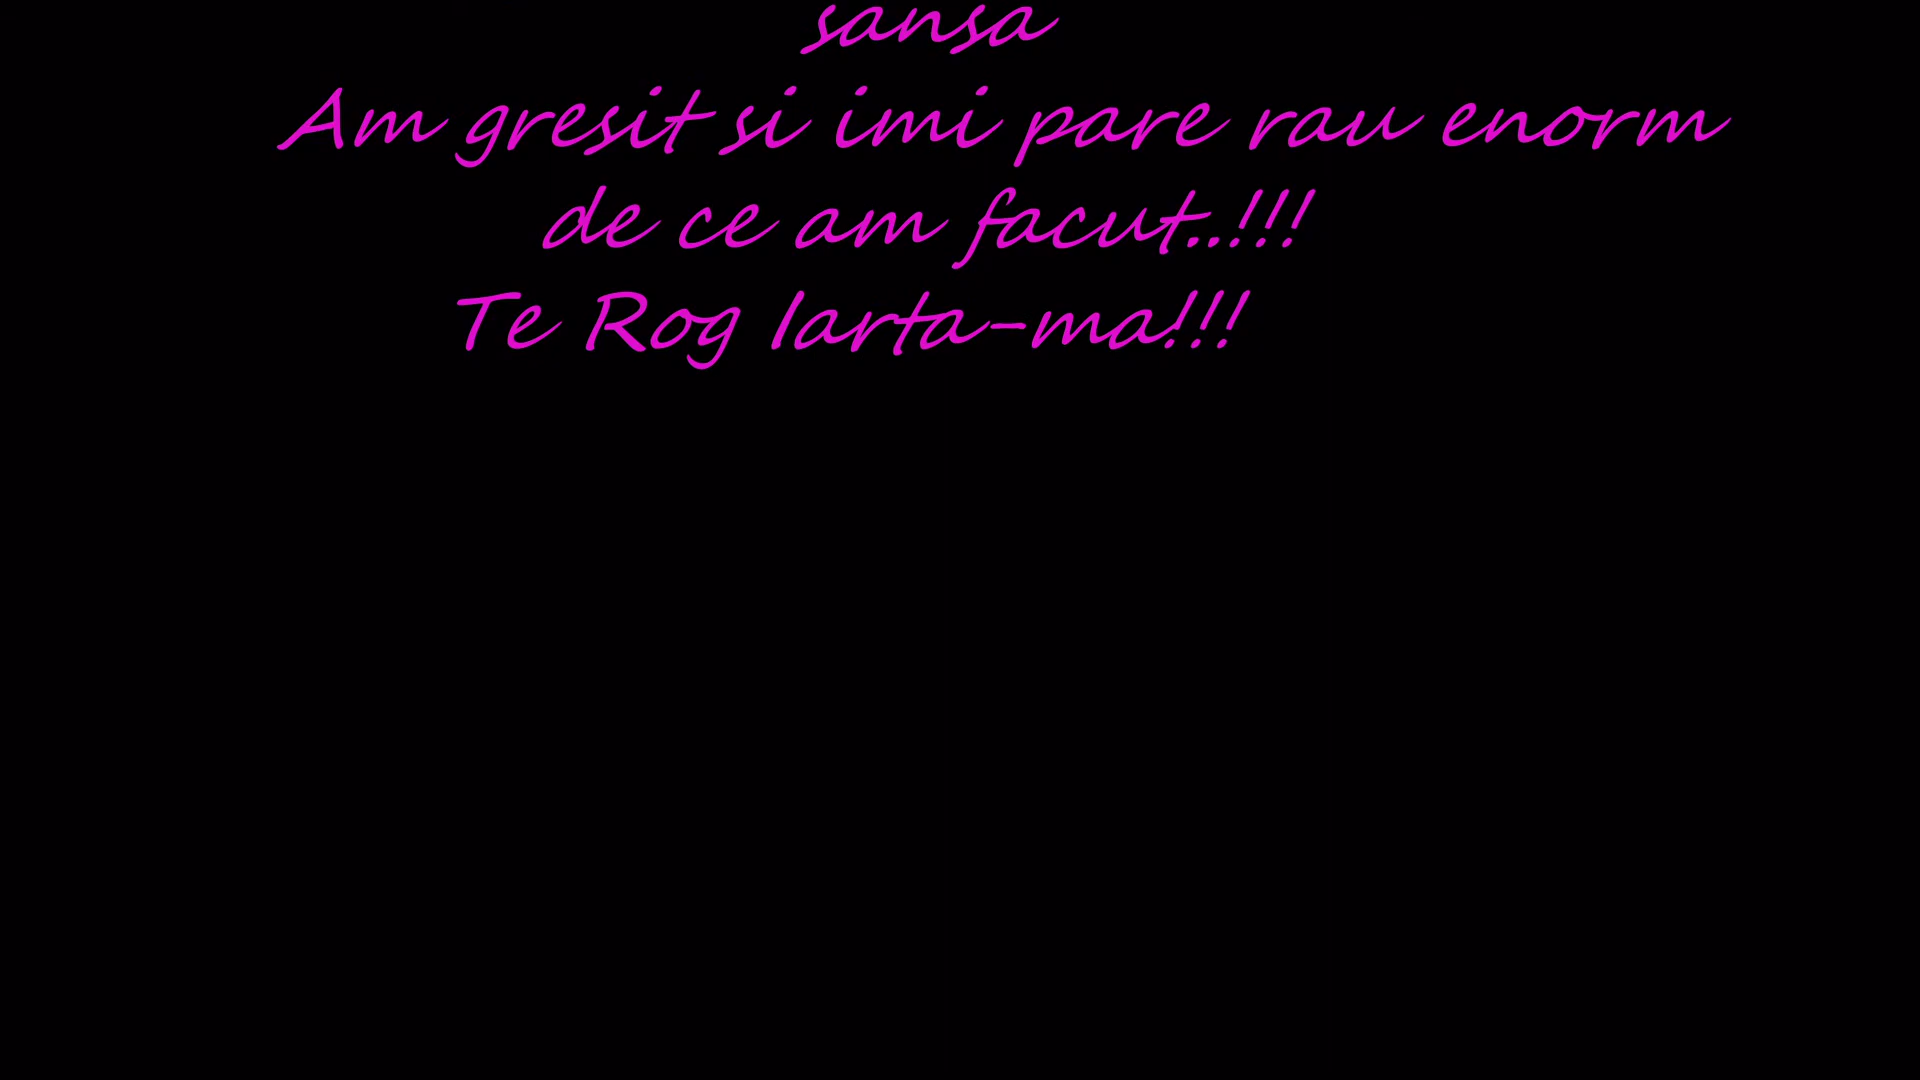 sansa
Am gresit si imi pare rau enorm
de ce am facut..!!!
Te Rog Iarta-ma!!!